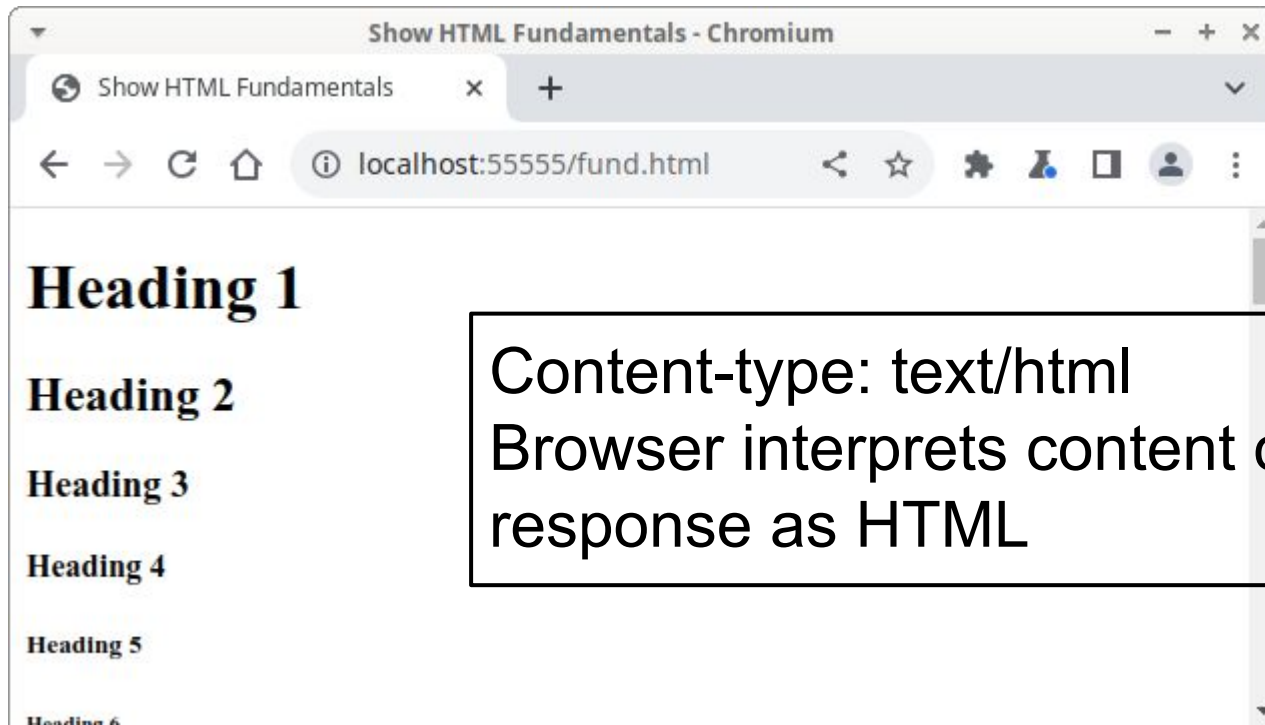 Show HTML Fundamentals - Chromium
Show HTML Fundamentals
localhost:55555/fund.html
Heading 1
Heading 2
Heading 3
Heading 4
Heading 5
Heading 6
Content-type: text/html
Browser interprets content
response as HTML